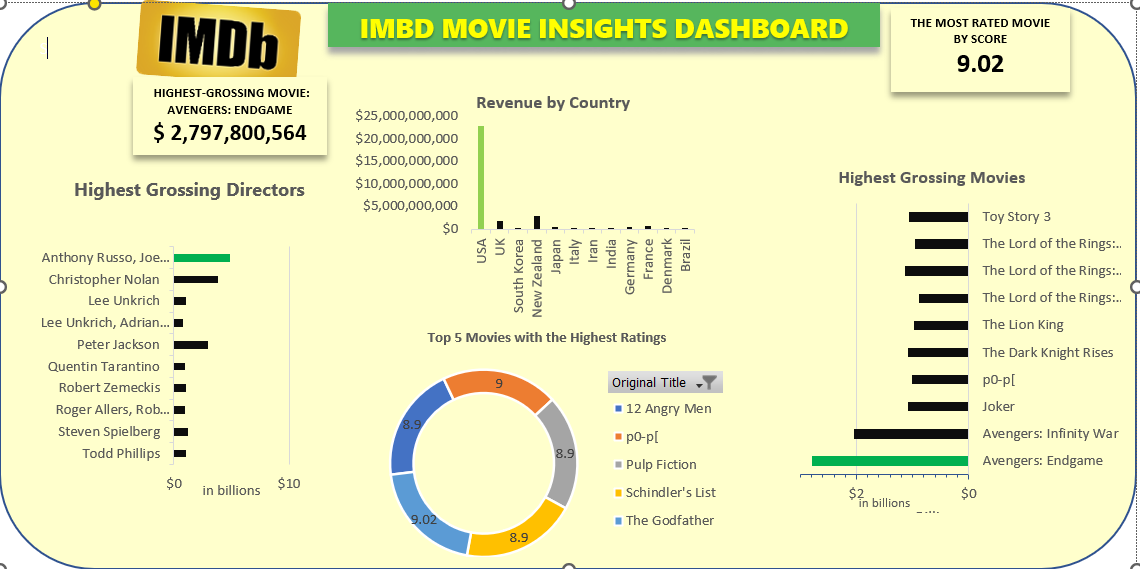 IMDb
IMBD MOVIE INSIGHTS DASHBOARD
THE MOST RATED MOVIE
BY SCORE
9.02
HIGHEST-GROSSING MOVIE:
AVENGERS: ENDGAME
$ 2,797,800,564
Revenue by Country
$25,000,000,000
$20,000,000,000
$15,000,000,000
$10,000,000,000
$5,000,000,000
$0
USA
UK
South Korea
New Zealand
Japan
Italy
Iran
India
Germany
France
Denmark
Brazil
Highest Grossing Directors
Anthony Russo, Joe...
Christopher Nolan
Lee Unkrich
Lee Unkrich, Adrian...
Peter Jackson
Quentin Tarantino
Robert Zemeckis
Roger Allers, Rob...
Steven Spielberg
Todd Phillips
$0
$10
in billions
Top 5 Movies with the Highest Ratings
9
8.9
8.9
9.02
8.9
Original Title
12 Angry Men
p0-p[
Pulp Fiction
Schindler's List
The Godfather
Highest Grossing Movies
Toy Story 3
The Lord of the Rings:..
The Lord of the Rings:..
The Lord of the Rings:..
The Lion King
The Dark Knight Rises
p0-p[
Joker
Avengers: Infinity War
Avengers: Endgame
$2
$0
in billions